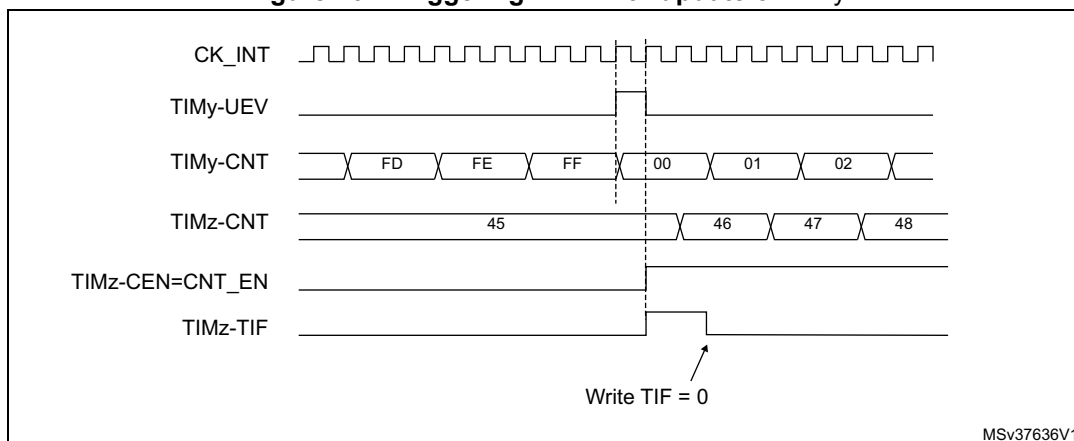 CK_INT
TIMy-UEV
TIMy-CNT FD FE FF 00 01 02
TIMz-CNT 45 46 47 48
TIMz-CEN=CNT_EN
TIMz-TIF
Write TIF = 0
MSv37636V1